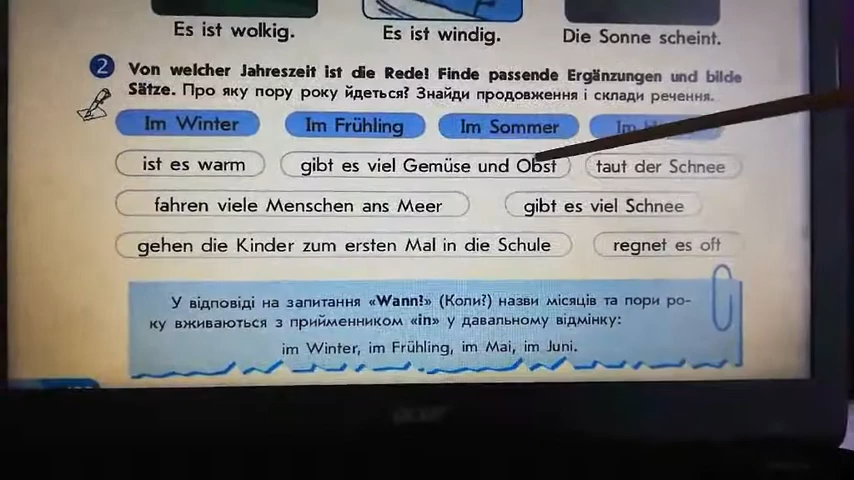 Es ist wolkig. Es ist windig. Die Sonne scheint.
2 Von welcher Jahreszeit ist die Rede? Finde passende Ergänzungen und bilde
Sätze. Про яку пору року йдеться? Знайди продовження і склади речення.
Im Winter Im Frühling Im Sommer Im
ist es warm gibt es viel Gemüse und Obst taut der Schnee
fahren viele Menschen ans Meer gibt es viel Schnee
gehen die Kinder zum ersten Mal in die Schule regnet es oft
У відповіді на запитання «Wann?» (Коли?) назви місяців та пори ро-
ку вживаються з прийменником «in» у давальному відмінку:
im Winter, im Frühling, im Mai, im Juni.
acer